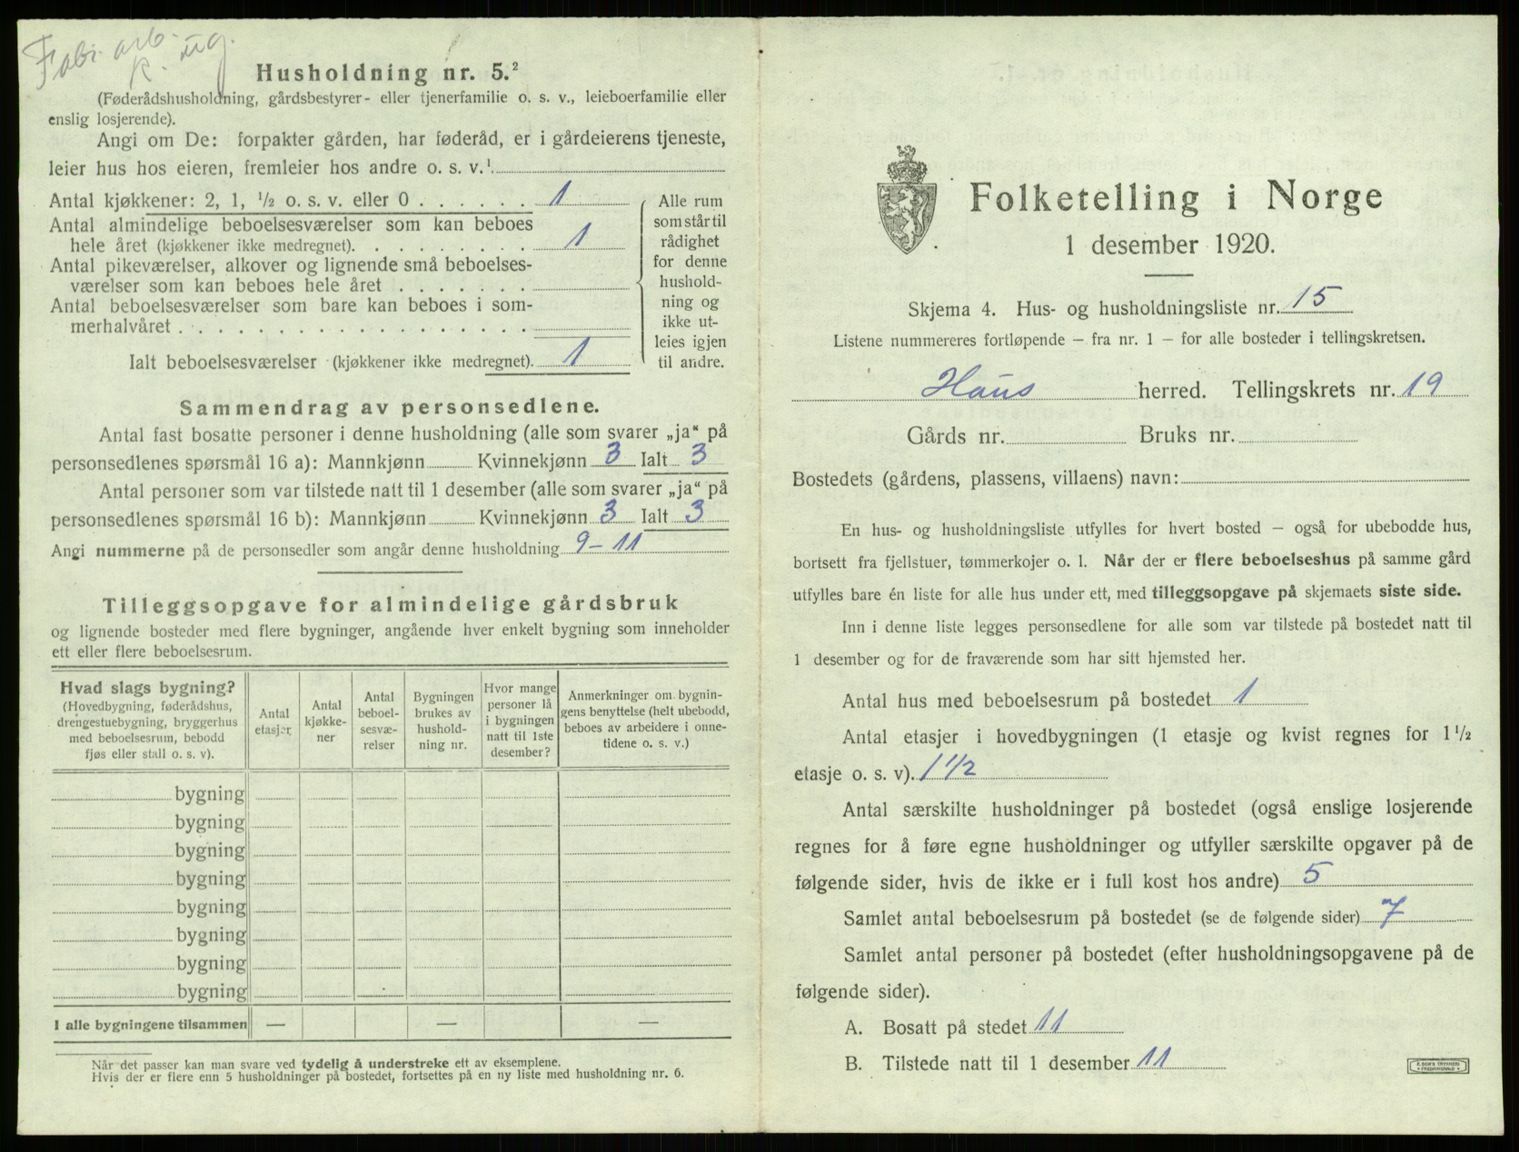 Fabr. arb.
k. ug.
Husholdning nr. 5.²
(Føderådshusholdning, gårdsbestyrer- eller tjenerfamilie o. s. v., leieboerfamilie eller
enslig losjerende).
Angi om De: forpakter gården, har føderåd, er i gårdeierens tjeneste,
leier hus hos eieren, fremleier hos andre o. s. v.¹
Antal kjøkkener: 2, 1, ½ o. s. v. eller 0 . . . . . . 1
Antal almindelige beboelsesværelser som kan beboes
hele året (kjøkkener ikke medregnet). . . . . . . . . 1
Antal pikeværelser, alkover og lignende små beboelses-
værelser som kan beboes hele året . . . . . . .
Antal beboelsesværelser som bare kan beboes i som-
merhalvåret . . . . . . . . . . . . . . . . . .
Ialt beboelsesværelser (kjøkkener ikke medregnet). 1
Alle rum
som står til
rådighet
for denne
hushold-
ning og
ikke ut-
leies igjen
til andre.
Sammendrag av personsedlene.
Antal fast bosatte personer i denne husholdning (alle som svarer „ja“ på
personsedlenes spørsmål 16 a): Mannkjønn Kvinnekjønn 3 Ialt 3
Antal personer som var tilstede natt til 1 desember (alle som svarer „ja“ på
personsedlenes spørsmål 16 b): Mannkjønn Kvinnekjønn 3 Ialt 3
Angi nummerne på de personsedler som angår denne husholdning 9-11
Tilleggsopgave for almindelige gårdsbruk
og lignende bosteder med flere bygninger, angående hver enkelt bygning som inneholder
ett eller flere beboelsesrum.
Hvad slags bygning?
(Hovedbygning, føderådshus,
drengestuebygning, bryggerhus
med beboelsesrum, bebodd
fjøs eller stall o. s. v).
Antal
etasjer
Antal
kjøkke-
ner
Antal
beboel-
sesvæ-
relser
Bygningen
brukes av
hushold-
ning nr.
Hvor mange
personer lå
i bygningen
natt til 1ste
desember?
Anmerkninger om bygnin-
gens benyttelse (helt ubebodd,
beboes av arbeidere i onne-
tidene o. s. v.)
bygning
bygning
bygning
bygning
bygning
bygning
bygning
bygning
I alle bygningene tilsammen — — —
Når det passer kan man svare ved tydelig å understreke ett av eksemplene.
Hvis der er flere enn 5 husholdninger på bostedet, fortsettes på en ny liste med husholdning nr. 6.
Folketelling i Norge
1 desember 1920.
Skjema 4. Hus- og husholdningsliste nr. 15
Listene nummereres fortløpende – fra nr. 1 – for alle bosteder i tellingskretsen.
Haus herred. Tellingskrets nr. 19
Gårds nr. Bruks nr.
Bostedets (gårdens, plassens, villaens) navn:
En hus- og husholdningsliste utfylles for hvert bosted – også for ubebodde hus,
bortsett fra fjellstuer, tømmerkojer o. l. Når der er flere beboelseshus på samme gård
utfylles bare én liste for alle hus under ett, med tilleggsopgave på skjemaets siste side.
Inn i denne liste legges personsedlene for alle som var tilstede på bostedet natt til
1 desember og for de fraværende som har sitt hjemsted her.
Antal hus med beboelsesrum på bostedet 1
Antal etasjer i hovedbygningen (1 etasje og kvist regnes for 1½
etasje o. s. v). 1½
Antal særskilte husholdninger på bostedet (også enslige losjerende
regnes for å føre egne husholdninger og utfyller særskilte opgaver på de
følgende sider, hvis de ikke er i full kost hos andre) 5
Samlet antal beboelsesrum på bostedet (se de følgende sider) 7
Samlet antal personer på bostedet (efter husholdningsopgavene på de
følgende sider).
A. Bosatt på stedet 11
B. Tilstede natt til 1 desember 11